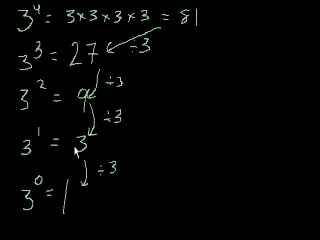 3⁴ = 3×3×3×3 = 81
3³ = 27 ÷3
3² = 9 ÷3
÷3
3¹ = 3
÷3
3⁰ = 1